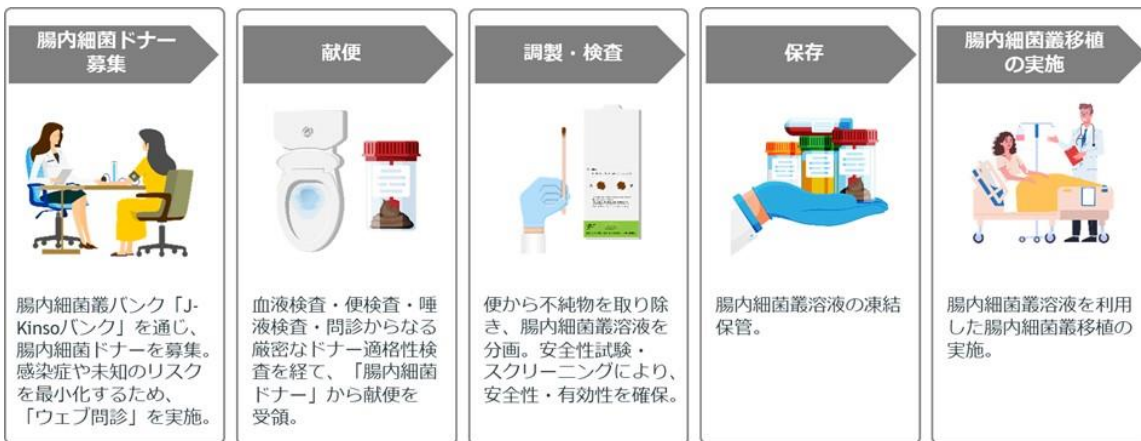 腸内細菌ドナー
募集
腸内細菌叢バンク「J-
Kinsoバンク」を通じ、
腸内細菌ドナーを募集。
感染症や未知のリスク
を最小化するため、
「ウェブ問診」を実施。
献便
血液検査・便検査・唾
液検査・問診からなる
厳密なドナー適格性検
査を経て、「腸内細菌
ドナー」から献便を
受領。
調製・検査
便から不純物を取り除
き、腸内細菌叢溶液を
分画。安全性試験・
スクリーニングにより、
安全性・有効性を確保。
保存
腸内細菌叢溶液の凍結
保管。
腸内細菌叢移植
の実施
腸内細菌叢溶液を利用
した腸内細菌叢移植の
実施。